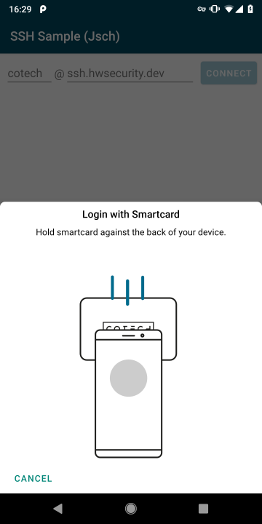 16:29
SSH Sample (Jsch)
cotech @ ssh.hwsecurity.dev CONNECT
Login with Smartcard
Hold smartcard against the back of your device.
CANCEL